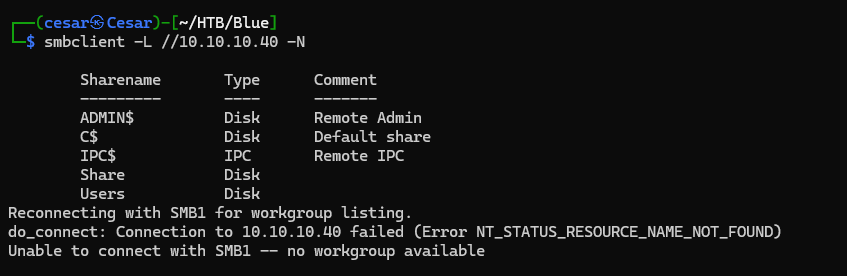 ┌──(cesar㉿Cesar)-[~/HTB/Blue]
└─$ smbclient -L //10.10.10.40 -N
Sharename Type Comment
--------- ---- -------
ADMIN$ Disk Remote Admin
C$ Disk Default share
IPC$ IPC Remote IPC
Share Disk
Users Disk
Reconnecting with SMB1 for workgroup listing.
do_connect: Connection to 10.10.10.40 failed (Error NT_STATUS_RESOURCE_NAME_NOT_FOUND)
Unable to connect with SMB1 -- no workgroup available